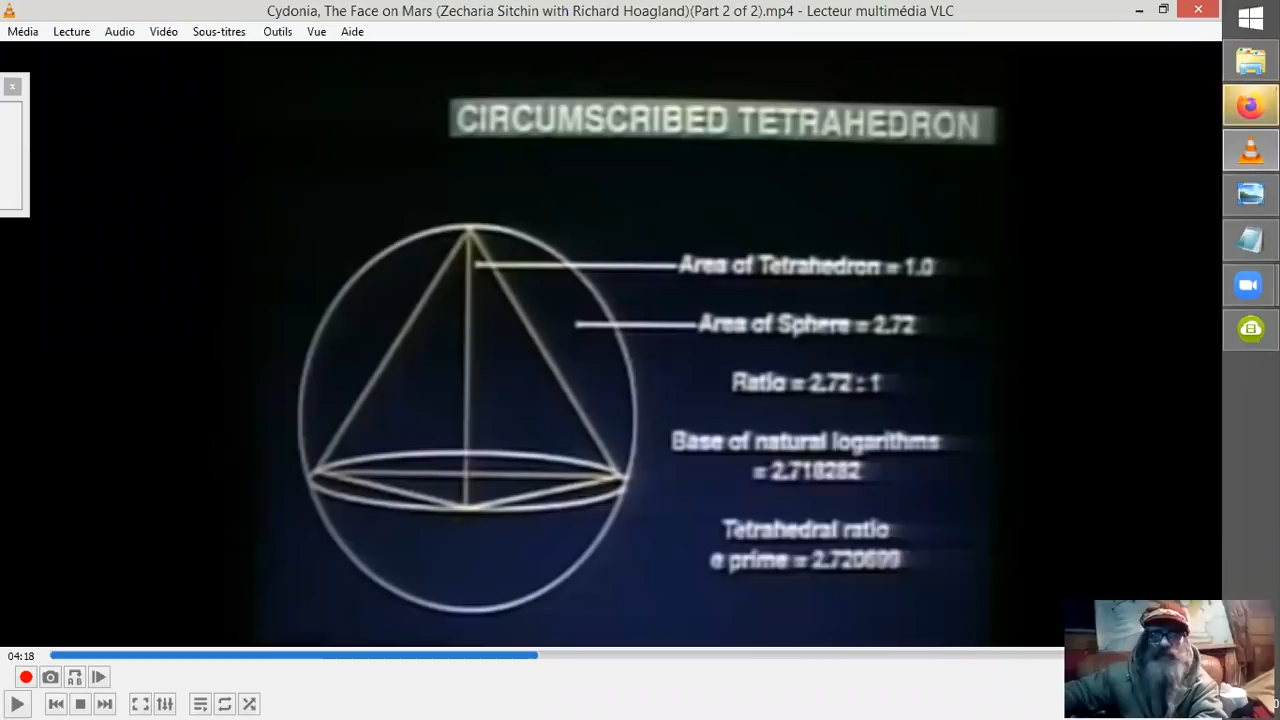 Cydonia, The Face on Mars (Zecharia Sitchin with Richard Hoagland)(Part 2 of 2).mp4 - Lecteur multimédia VLC
Média Lecture Audio Vidéo Sous-titres Outils Vue Aide
CIRCUMSCRIBED TETRAHEDRON
Area of Tetrahedron = 1.0
Area of Sphere = 2.72
Ratio = 2.72 : 1
Base of natural logarithms
= 2.718282
Tetrahedral ratio
e prime = 2.720699
04:18